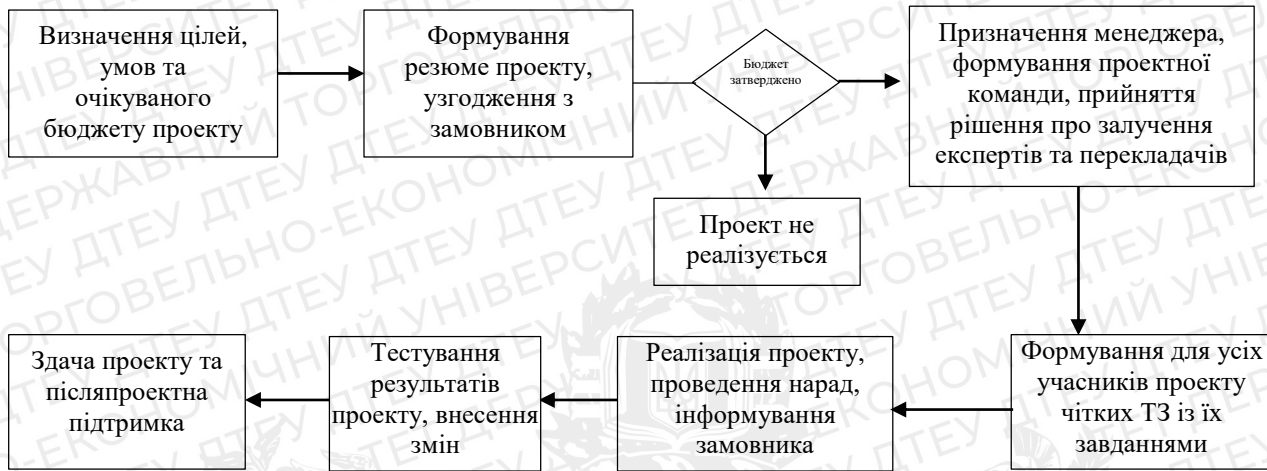 Визначення цілей,
умов та
очікуваного
бюджету проекту
Формування
резюме проекту,
узгодження з
замовником
Бюджет
затверджено
Призначення менеджера,
формування проектної
команди, прийняття
рішення про залучення
експертів та перекладачів
Проект не
реалізується
Формування для усіх
учасників проекту
чітких ТЗ із їх
завданнями
Реалізація проекту,
проведення нарад,
інформування
замовника
Тестування
результатів
проекту, внесення
змін
Здача проекту та
післяпроектна
підтримка